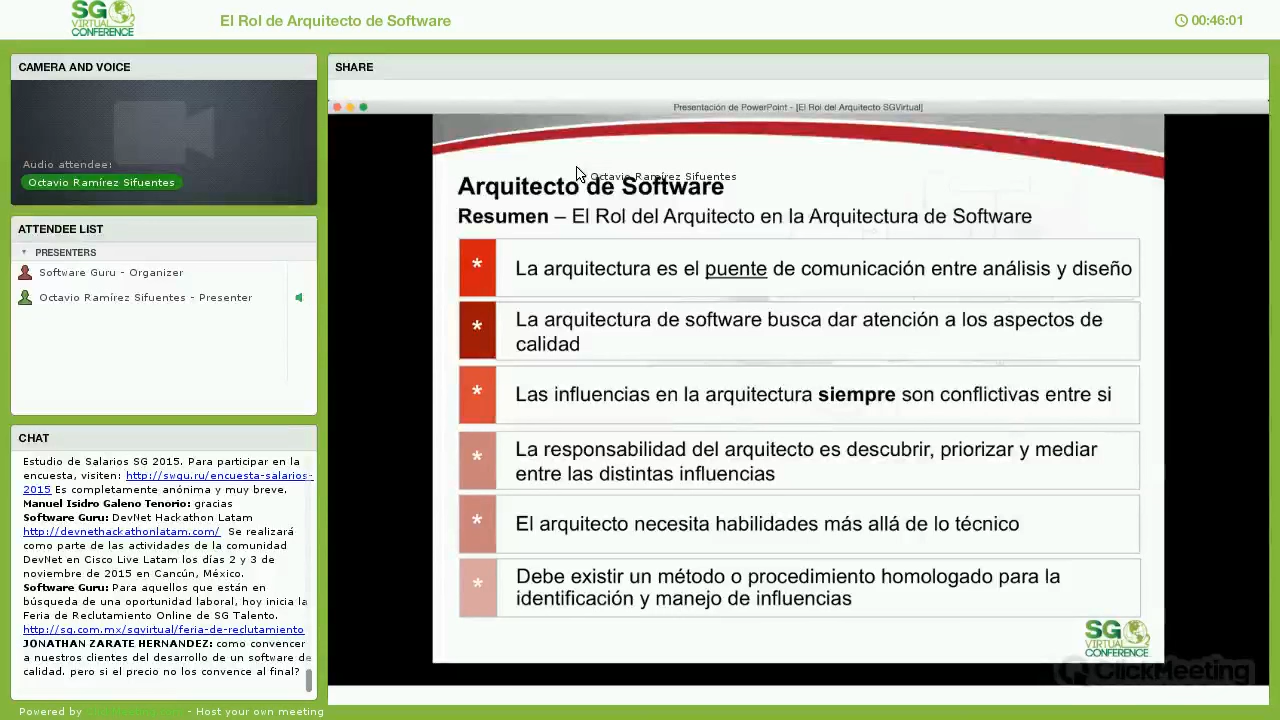 SG
VIRTUAL
CONFERENCE
El Rol de Arquitecto de Software
00:46:01
CAMERA AND VOICE
Audio attendee:
Octavio Ramírez Sifuentes
ATTENDEE LIST
PRESENTERS
Software Guru - Organizer
Octavio Ramírez Sifuentes - Presenter
CHAT
Estudio de Salarios SG 2015. Para participar en la
encuesta, visiten: http://swgu.ru/encuesta-salarios-
2015 Es completamente anónima y muy breve.
Manuel Isidro Galeno Tenorio: gracias
Software Guru: DevNet Hackathon Latam
http://devnethackathonlatam.com/ Se realizará
como parte de las actividades de la comunidad
DevNet en Cisco Live Latam los días 2 y 3 de
noviembre de 2015 en Cancún, México.
Software Guru: Para aquellos que están en
búsqueda de una oportunidad laboral, hoy inicia la
Feria de Reclutamiento Online de SG Talento.
http://sg.com.mx/sgvirtual/feria-de-reclutamiento
JONATHAN ZARATE HERNANDEZ: como convencer
a nuestros clientes del desarrollo de un software de
calidad. pero si el precio no los convence al final?
SHARE
Presentación de PowerPoint - [El Rol del Arquitecto SGVirtual]
Octavio Ramírez Sifuentes
Arquitecto de Software
Resumen – El Rol del Arquitecto en la Arquitectura de Software
* La arquitectura es el puente de comunicación entre análisis y diseño
* La arquitectura de software busca dar atención a los aspectos de
calidad
* Las influencias en la arquitectura siempre son conflictivas entre si
* La responsabilidad del arquitecto es descubrir, priorizar y mediar
entre las distintas influencias
* El arquitecto necesita habilidades más allá de lo técnico
* Debe existir un método o procedimiento homologado para la
identificación y manejo de influencias
SG
VIRTUAL
CONFERENCE
ClickMeeting
Powered by - Host your own meeting